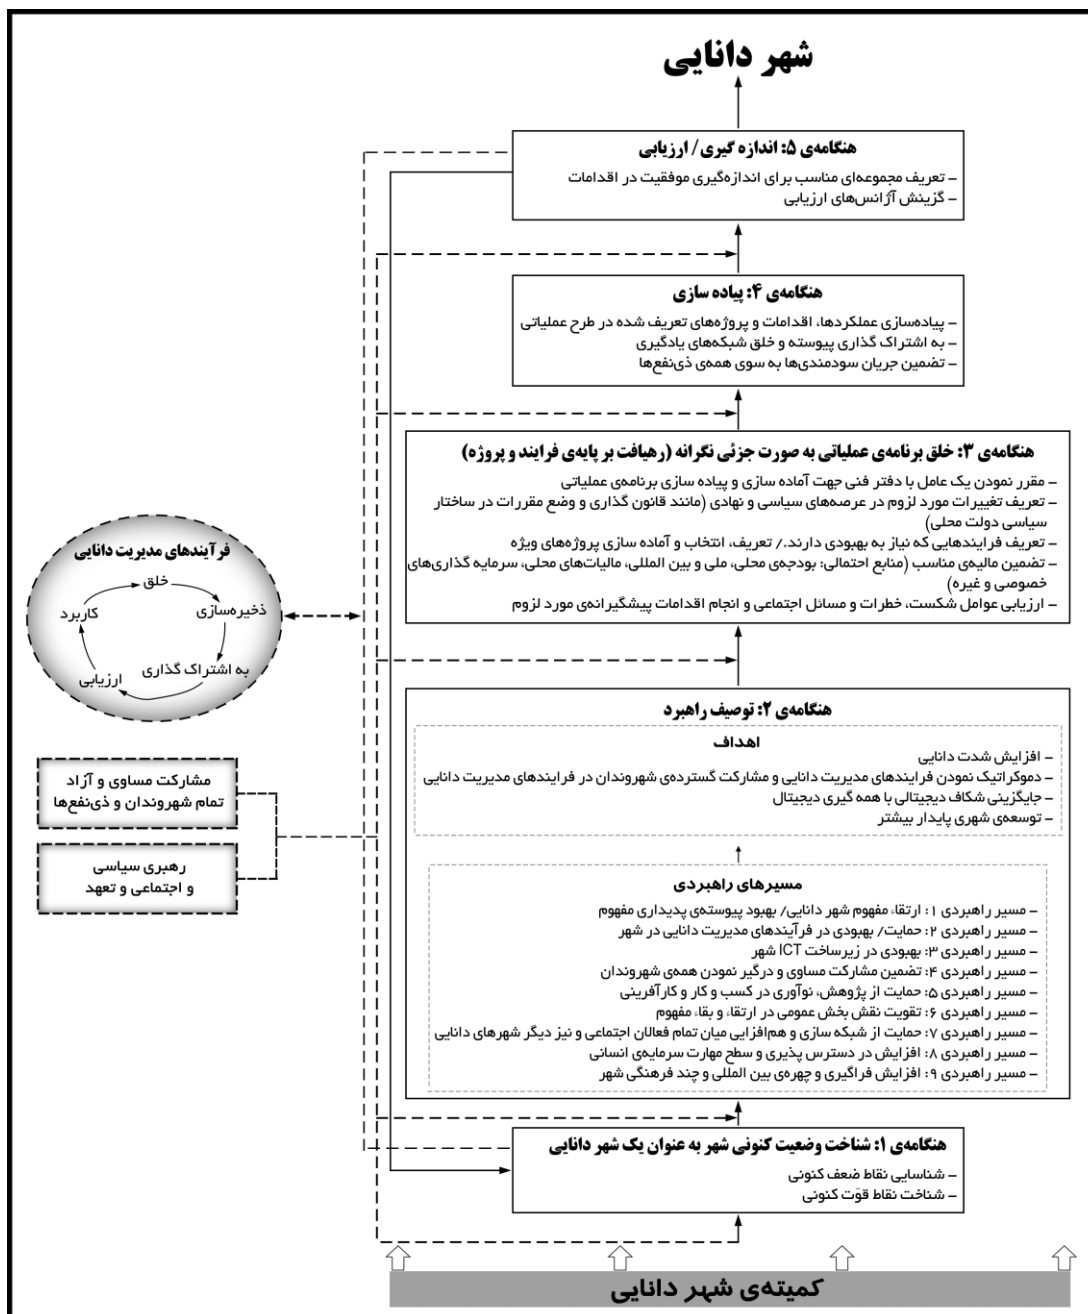 شهر دانایی
هنگامه‌ی ۵: اندازه گیری/ ارزیابی
- تعریف مجموعه‌ای مناسب برای اندازه‌گیری موفقیت در اقدامات
- گزینش آژانس‌های ارزیابی
هنگامه‌ی ۴: پیاده سازی
- پیاده‌سازی عملکردها، اقدامات و پروژه‌های تعریف شده در طرح عملیاتی
- به اشتراک گذاری پیوسته و خلق شبکه‌های یادگیری
- تضمین جریان سودمندی‌ها به سوی همه‌ی ذی‌نفع‌ها
هنگامه‌ی ۳: خلق برنامه‌ی عملیاتی به صورت جزئی نگرانه (رهیافت بر پایه‌ی فرایند و پروژه)
- مقرر نمودن یک عامل با دفتر فنی جهت آماده سازی و پیاده سازی برنامه‌ی عملیاتی
- تعریف تغییرات مورد لزوم در عرصه‌های سیاسی و نهادی (مانند قانون گذاری و وضع مقررات در ساختار
سیاسی دولت محلی)
- تعریف فرایندهایی که نیاز به بهبودی دارند./ تعریف، انتخاب و آماده سازی پروژه‌های ویژه
- تضمین مالیه‌ی مناسب (منابع احتمالی: بودجه‌ی محلی، ملی و بین المللی، مالیات‌های محلی، سرمایه گذاری‌های
خصوصی و غیره)
- ارزیابی عوامل شکست، خطرات و مسائل اجتماعی و انجام اقدامات پیشگیرانه‌ی مورد لزوم
فرآیندهای مدیریت دانایی
خلق
ذخیره‌سازی
به اشتراک گذاری
ارزیابی
کاربرد
هنگامه‌ی ۲: توصیف راهبرد
اهداف
- افزایش شدت دانایی
- دموکراتیک نمودن فرایندهای مدیریت دانایی و مشارکت گسترده‌ی شهروندان در فرایندهای مدیریت دانایی
- جایگزینی شکاف دیجیتالی با همه گیری دیجیتال
- توسعه‌ی شهری پایدار بیشتر
مشارکت مساوی و آزاد
تمام شهروندان و ذی‌نفع‌ها
رهبری سیاسی
و اجتماعی و تعهد
مسیرهای راهبردی
- مسیر راهبردی ۱: ارتقاء مفهوم شهر دانایی/ بهبود پیوسته‌ی پدیداری مفهوم
- مسیر راهبردی ۲: حمایت/ بهبودی در فرآیندهای مدیریت دانایی در شهر
- مسیر راهبردی ۳: بهبودی در زیرساخت ICT شهر
- مسیر راهبردی ۴: تضمین مشارکت مساوی و درگیر نمودن همه‌ی شهروندان
- مسیر راهبردی ۵: حمایت از پژوهش، نوآوری در کسب و کار و کارآفرینی
- مسیر راهبردی ۶: تقویت نقش بخش عمومی در ارتقاء و بقاء مفهوم
- مسیر راهبردی ۷: حمایت از شبکه سازی و هم‌افزایی میان تمام فعالان اجتماعی و نیز دیگر شهرهای دانایی
- مسیر راهبردی ۸: افزایش در دسترس پذیری و سطح مهارت سرمایه‌ی انسانی
- مسیر راهبردی ۹: افزایش فراگیری و چهره‌ی بین المللی و چند فرهنگی شهر
هنگامه‌ی ۱: شناخت وضعیت کنونی شهر به عنوان یک شهر دانایی
- شناسایی نقاط ضعف کنونی
- شناخت نقاط قوّت کنونی
کمیته‌ی شهر دانایی